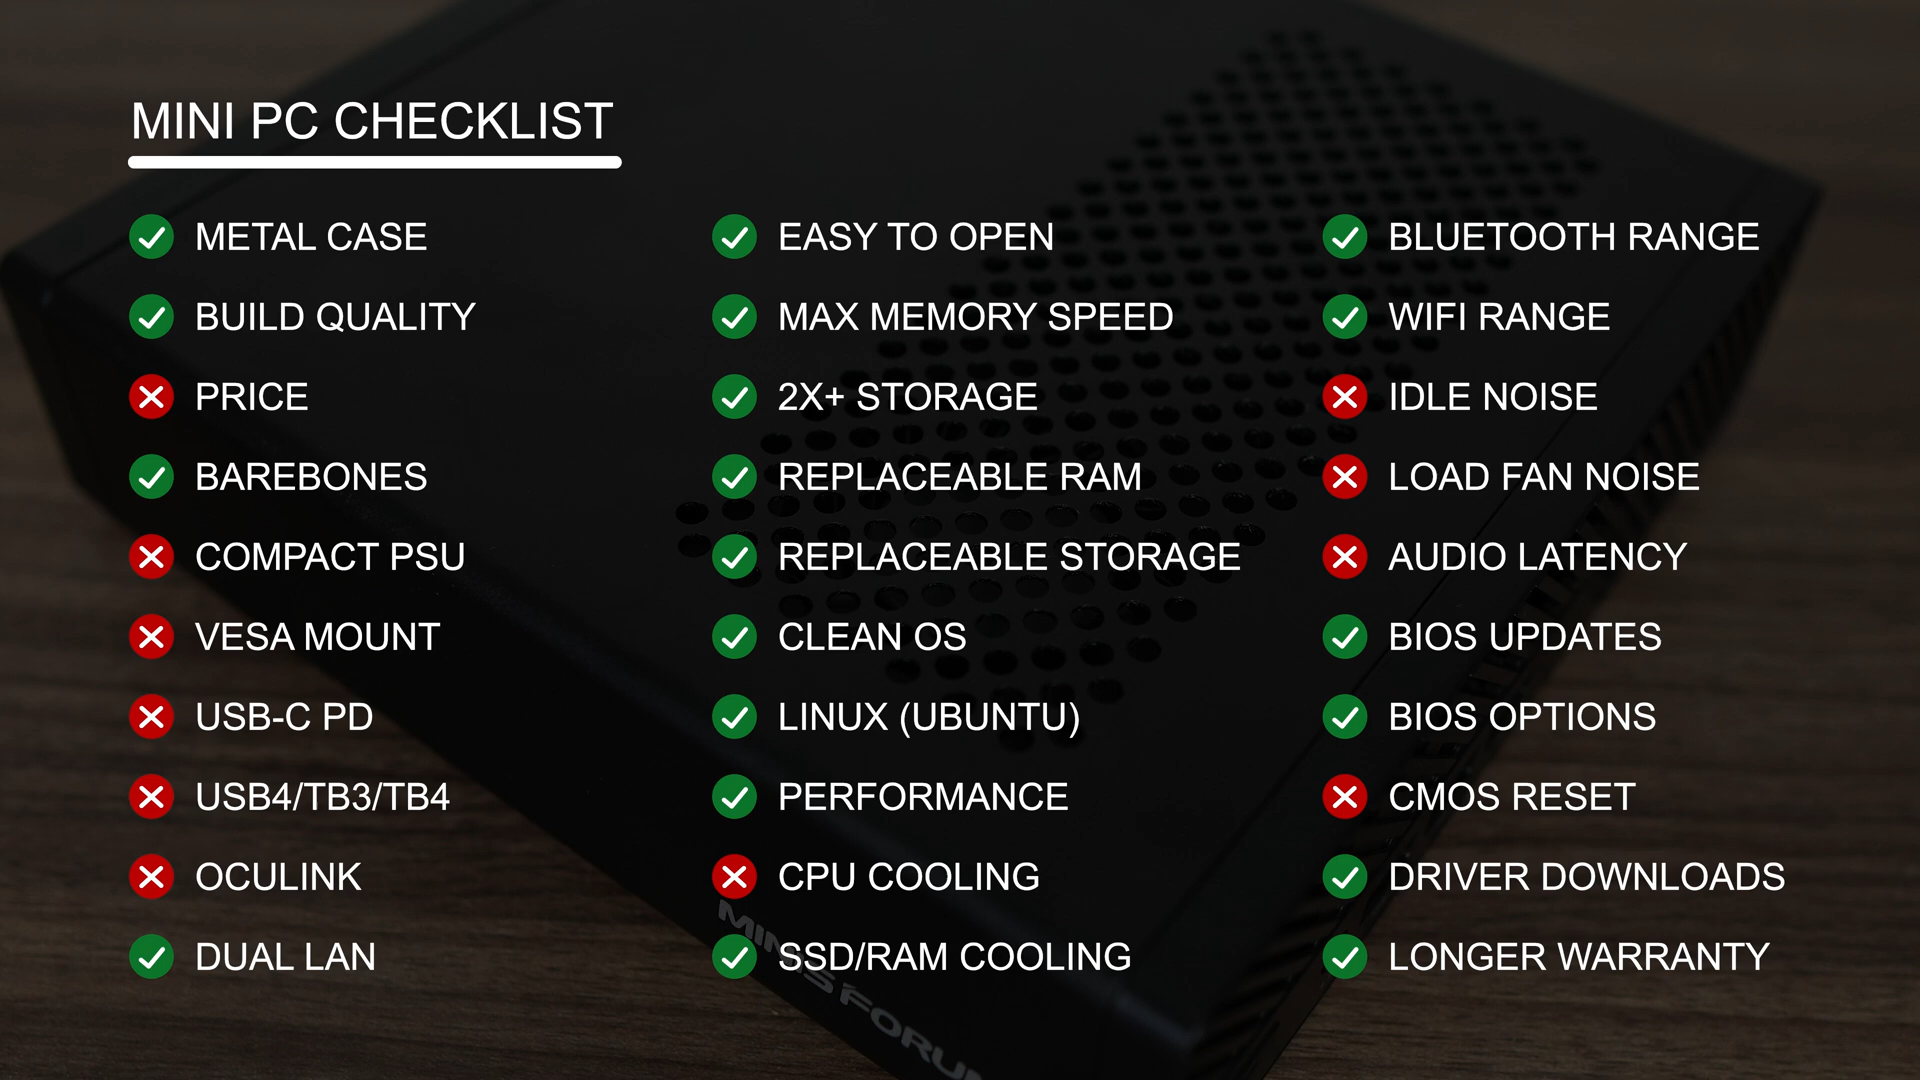 MINI PC CHECKLIST
METAL CASE
BUILD QUALITY
PRICE
BAREBONES
COMPACT PSU
VESA MOUNT
USB-C PD
USB4/TB3/TB4
OCULINK
DUAL LAN
EASY TO OPEN
MAX MEMORY SPEED
2X+ STORAGE
REPLACEABLE RAM
REPLACEABLE STORAGE
CLEAN OS
LINUX (UBUNTU)
PERFORMANCE
CPU COOLING
SSD/RAM COOLING
BLUETOOTH RANGE
WIFI RANGE
IDLE NOISE
LOAD FAN NOISE
AUDIO LATENCY
BIOS UPDATES
BIOS OPTIONS
CMOS RESET
DRIVER DOWNLOADS
LONGER WARRANTY
MINISFORUM